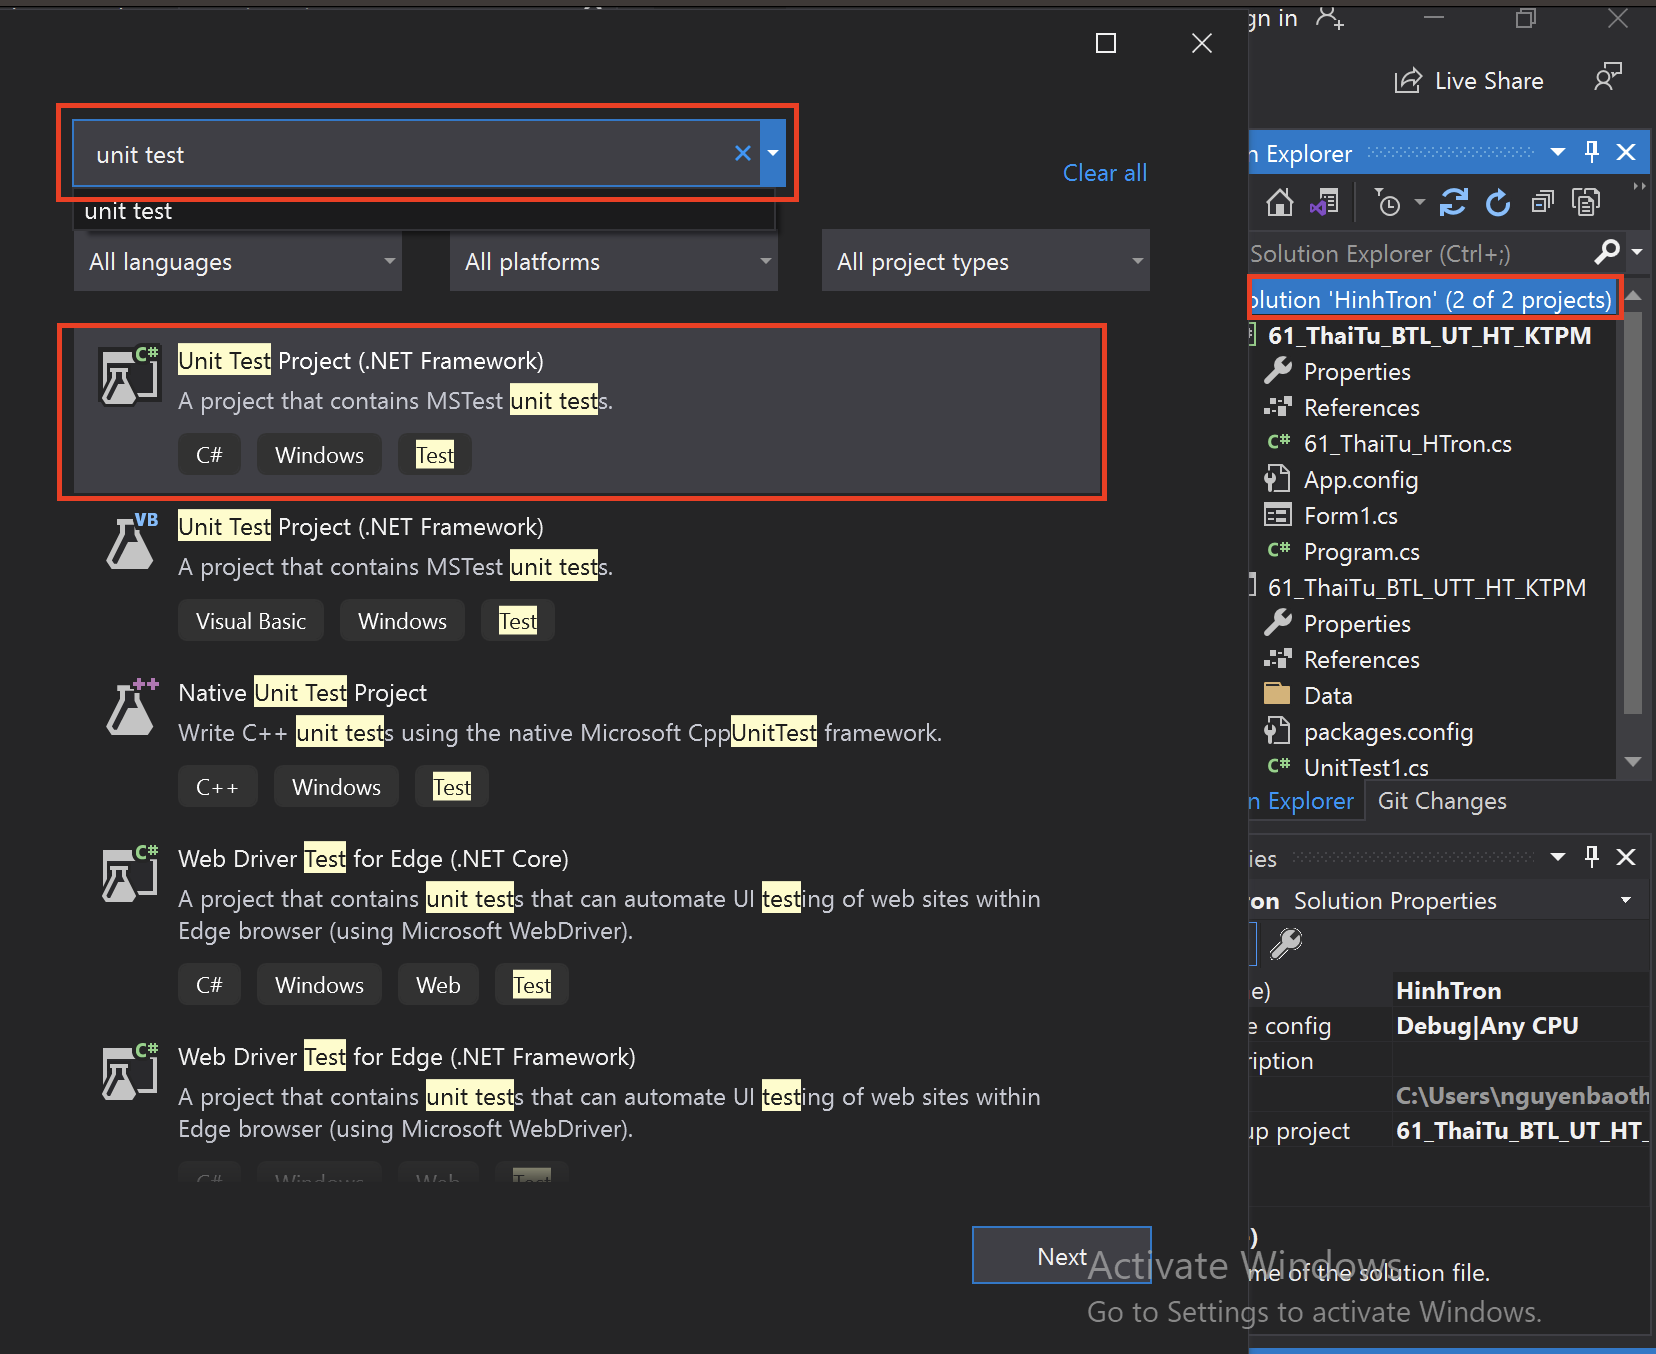 unit test
unit test
Clear all
All languages
All platforms
All project types
C#
Unit Test Project (.NET Framework)
A project that contains MSTest unit tests.
C# Windows Test
VB
Unit Test Project (.NET Framework)
A project that contains MSTest unit tests.
Visual Basic Windows Test
++
Native Unit Test Project
Write C++ unit tests using the native Microsoft CppUnitTest framework.
C++ Windows Test
C#
Web Driver Test for Edge (.NET Core)
A project that contains unit tests that can automate UI testing of web sites within
Edge browser (using Microsoft WebDriver).
C# Windows Web Test
C#
Web Driver Test for Edge (.NET Framework)
A project that contains unit tests that can automate UI testing of web sites within
Edge browser (using Microsoft WebDriver).
C# Windows Web Test
Next
gn in
Live Share
n Explorer
Solution Explorer (Ctrl+;)
olution 'HinhTron' (2 of 2 projects)
61_ThaiTu_BTL_UT_HT_KTPM
Properties
References
C# 61_ThaiTu_HTron.cs
App.config
Form1.cs
C# Program.cs
61_ThaiTu_BTL_UTT_HT_KTPM
Properties
References
Data
packages.config
C# UnitTest1.cs
n Explorer Git Changes
ies
ron Solution Properties
e) HinhTron
e config Debug|Any CPU
ription
C:\Users\nguyenbaoth
up project 61_ThaiTu_BTL_UT_HT_
)
me of the solution file.
Activate Windows
Go to Settings to activate Windows.